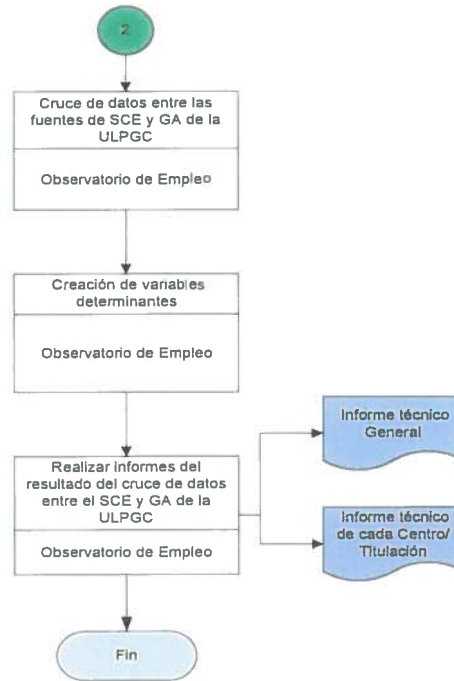 2
Cruce de datos entre las
fuentes de SCE y GA de la
ULPGC
Observatorio de Empleo
Creación de variables
determinantes
Observatorio de Empleo
Realizar informes del
resultado del cruce de datos
entre el SCE y GA de la
ULPGC
Observatorio de Empleo
Informe técnico
General
Informe técnico
de cada Centro/
Titulación
Fin